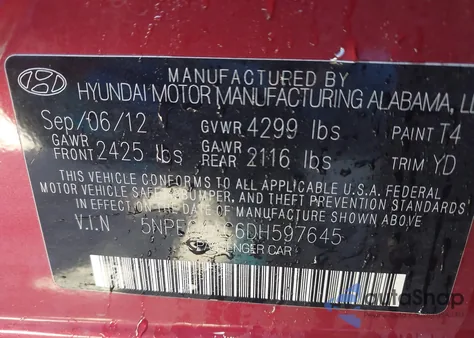 MANUFACTURED BY
HYUNDAI MOTOR MANUFACTURING ALABAMA,
Sep/06/12 GVWR 4299 lbs PAINT T4
GAWR FRONT 2425 lbs GAWR REAR 2116 lbs TRIM YD
THIS VEHICLE CONFORMS TO ALL APPLICABLE U.S.A. FEDERAL
MOTOR VEHICLE SAFETY, BUMPER, AND THEFT PREVENTION STANDARDS
IN EFFECT ON THE DATE OF MANUFACTURE SHOWN ABOVE.
V.I.N 6DH597645
PASSENGER CAR
autoShop